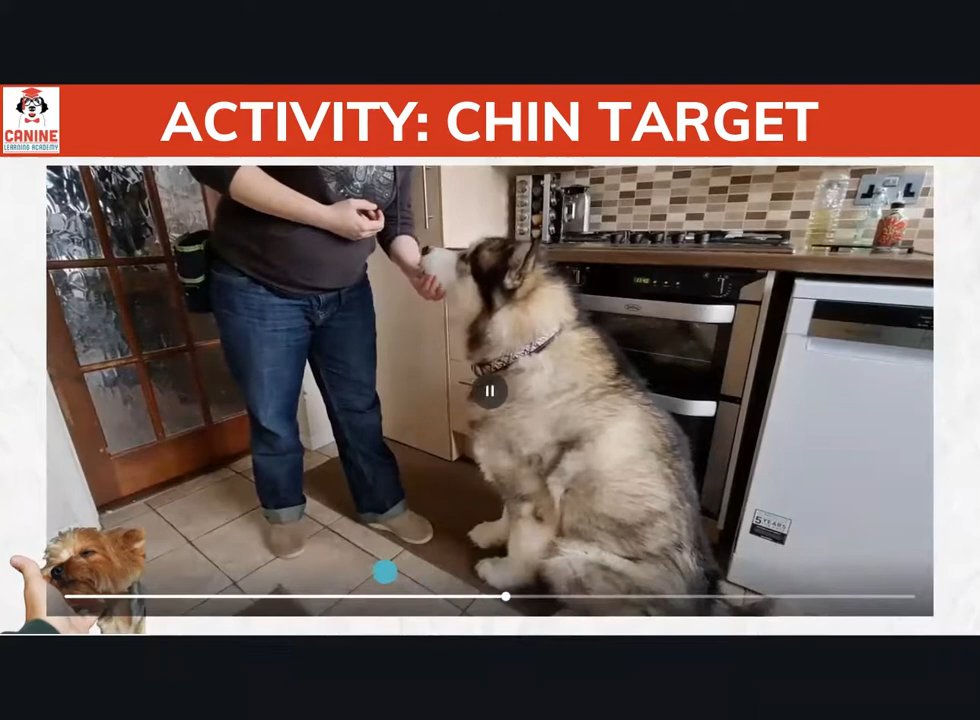 ACTIVITY: CHIN TARGET
CANINE
LEARNING ACADEMY
5 YEARS